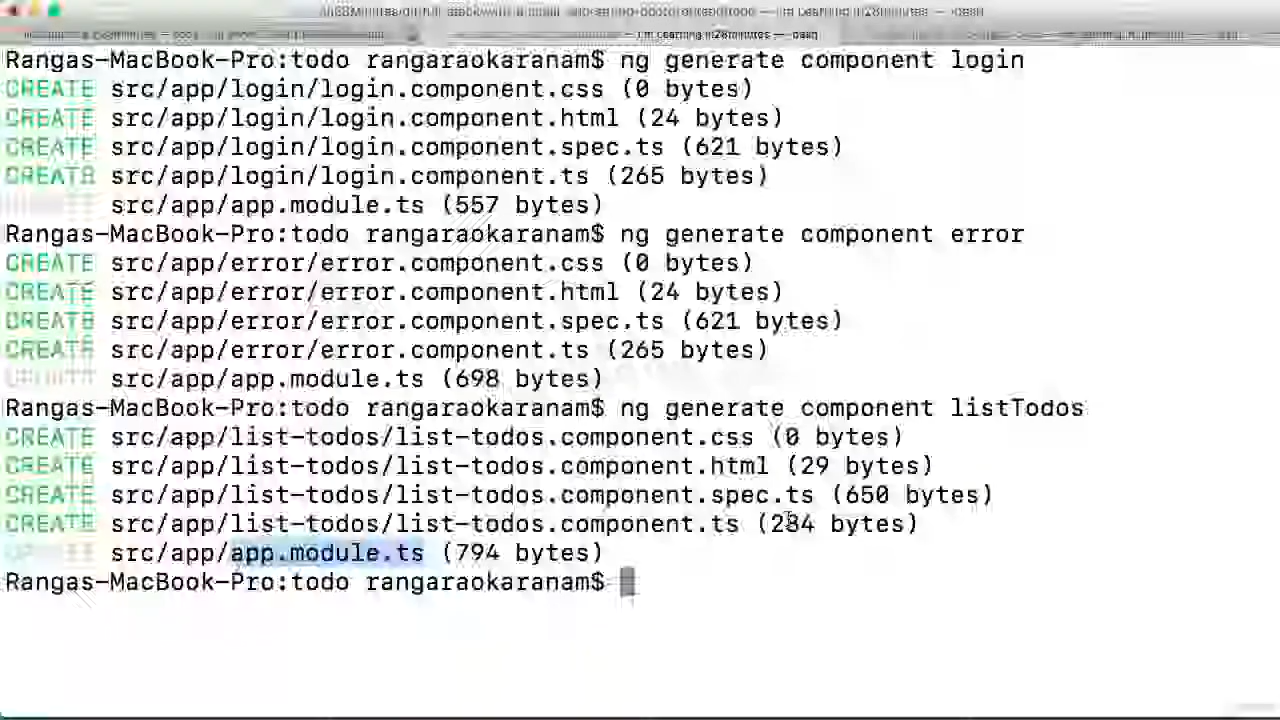 Rangas-MacBook-Pro:todo rangaraokaranam$ ng generate component login
CREATE src/app/login/login.component.css (0 bytes)
CREATE src/app/login/login.component.html (24 bytes)
CREATE src/app/login/login.component.spec.ts (621 bytes)
CREATE src/app/login/login.component.ts (265 bytes)
src/app/app.module.ts (557 bytes)
Rangas-MacBook-Pro:todo rangaraokaranam$ ng generate component error
CREATE src/app/error/error.component.css (0 bytes)
CREATE src/app/error/error.component.html (24 bytes)
CREATE src/app/error/error.component.spec.ts (621 bytes)
CREATE src/app/error/error.component.ts (265 bytes)
src/app/app.module.ts (698 bytes)
Rangas-MacBook-Pro:todo rangaraokaranam$ ng generate component listTodos
CREATE src/app/list-todos/list-todos.component.css (0 bytes)
CREATE src/app/list-todos/list-todos.component.html (29 bytes)
CREATE src/app/list-todos/list-todos.component.spec.ts (650 bytes)
CREATE src/app/list-todos/list-todos.component.ts (284 bytes)
src/app/app.module.ts (794 bytes)
Rangas-MacBook-Pro:todo rangaraokaranam$